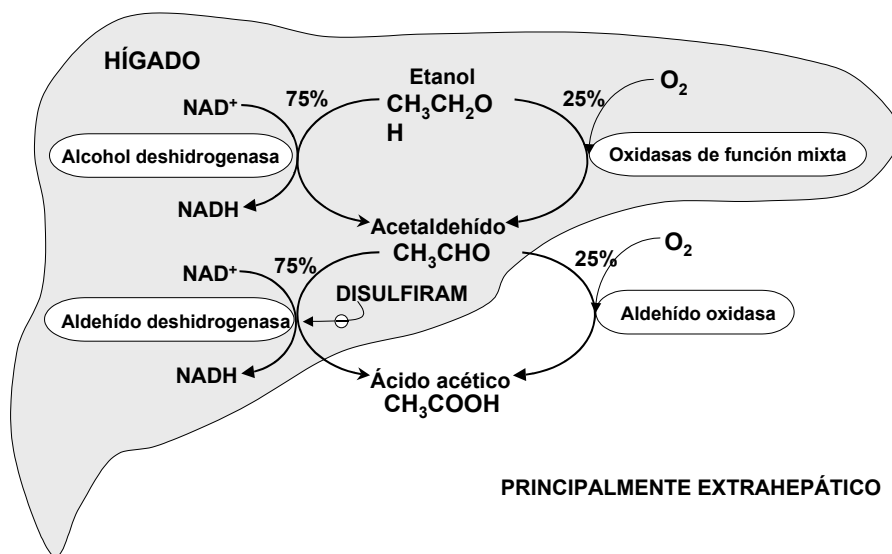 HÍGADO
Etanol
CH₃CH₂O
H
NAD⁺
75%
25%
O₂
Alcohol deshidrogenasa
Oxidasas de función mixta
NADH
Acetaldehído
CH₃CHO
NAD⁺
75%
25%
O₂
DISULFIRAM
Aldehído deshidrogenasa
Aldehído oxidasa
NADH
Ácido acético
CH₃COOH
PRINCIPALMENTE EXTRAHEPÁTICO